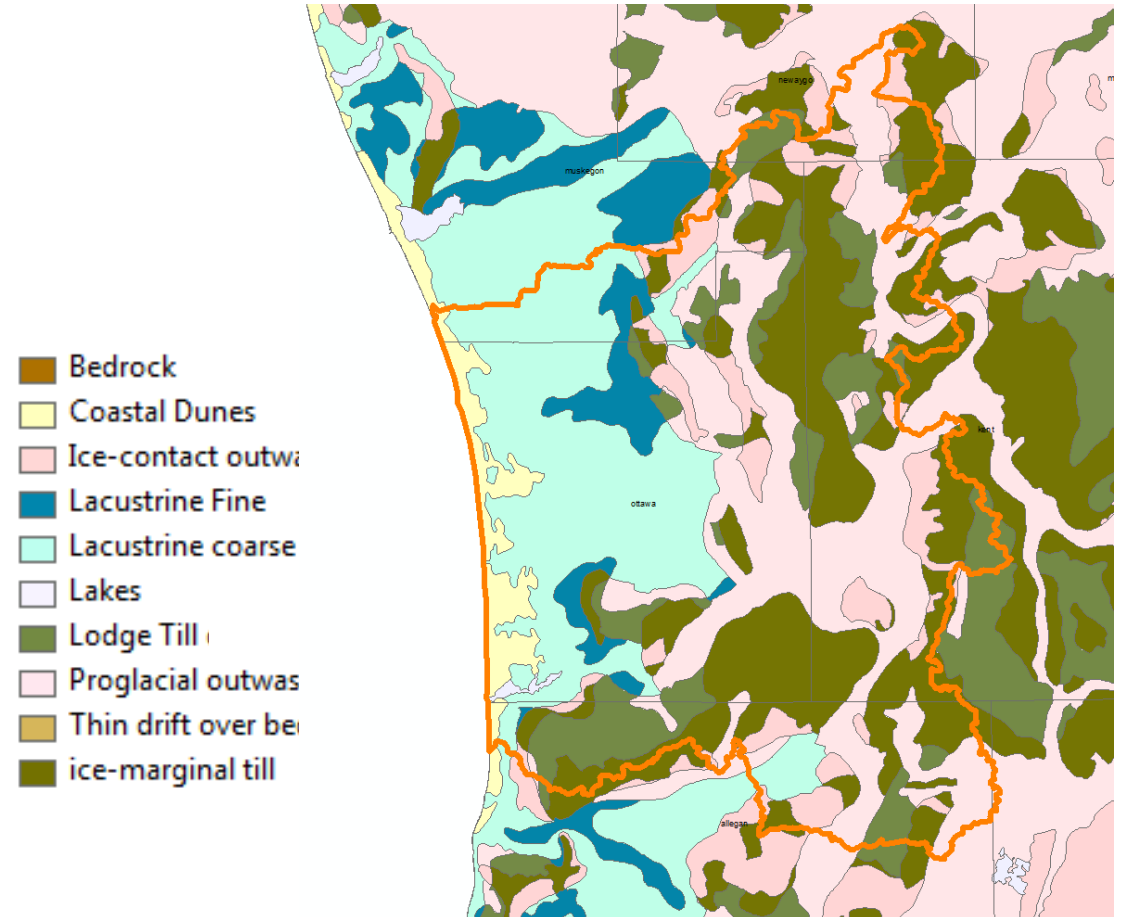 Bedrock
Coastal Dunes
Ice-contact outwa
Lacustrine Fine
Lacustrine coarse
Lakes
Lodge Till
Proglacial outwas
Thin drift over be
ice-marginal till
newaygo
m
muskegon
kent
ottawa
allegan